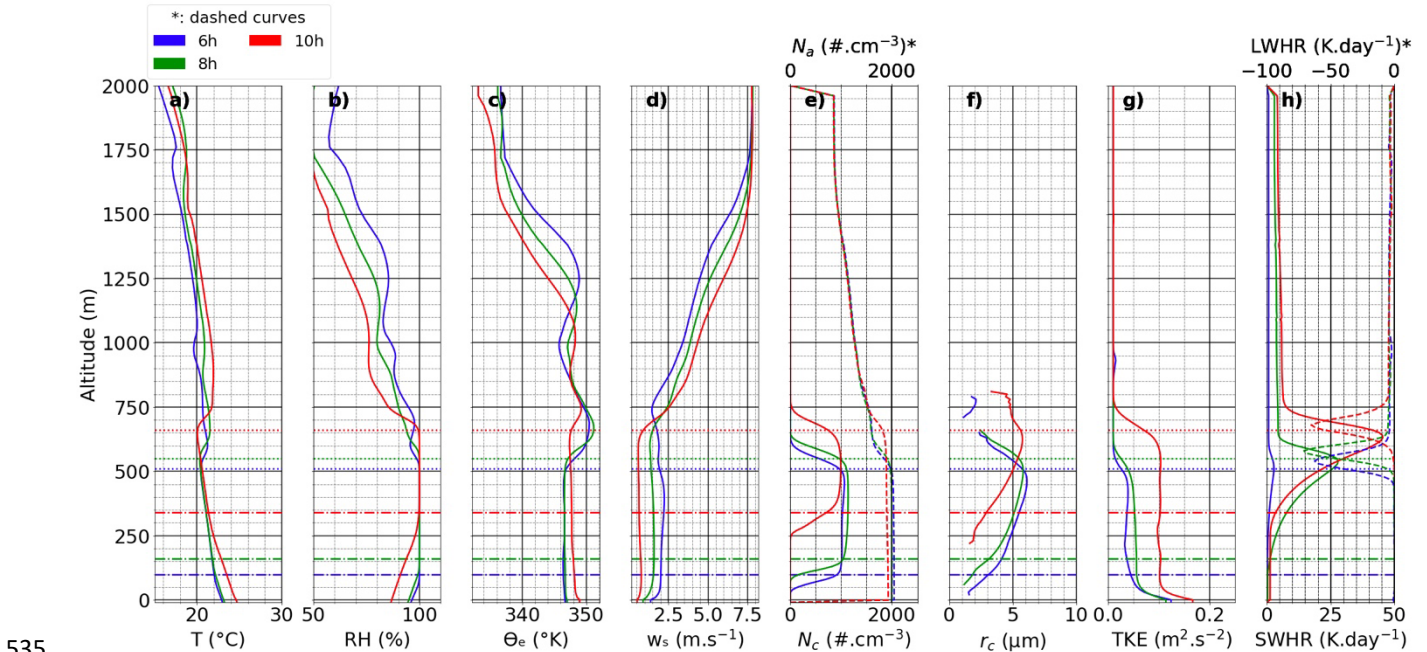 *: dashed curves
6h 10h
8h
Nₐ (#.cm⁻³)* LWHR (K.day⁻¹)*
0 2000 −100 −50 0
2000 a) b) c) d) e) f) g) h)
1750
1500
1250
1000
750
500
250
0
Altitude (m)
20 30 50 100 340 350 2.5 5.0 7.5 0 1000 2000 0 5 10 0.0 0.2 0 25 50
T (°C) RH (%) Θₑ (°K) wₛ (m.s⁻¹) N_c (#.cm⁻³) r_c (μm) TKE (m².s⁻²) SWHR (K.day⁻¹)
535